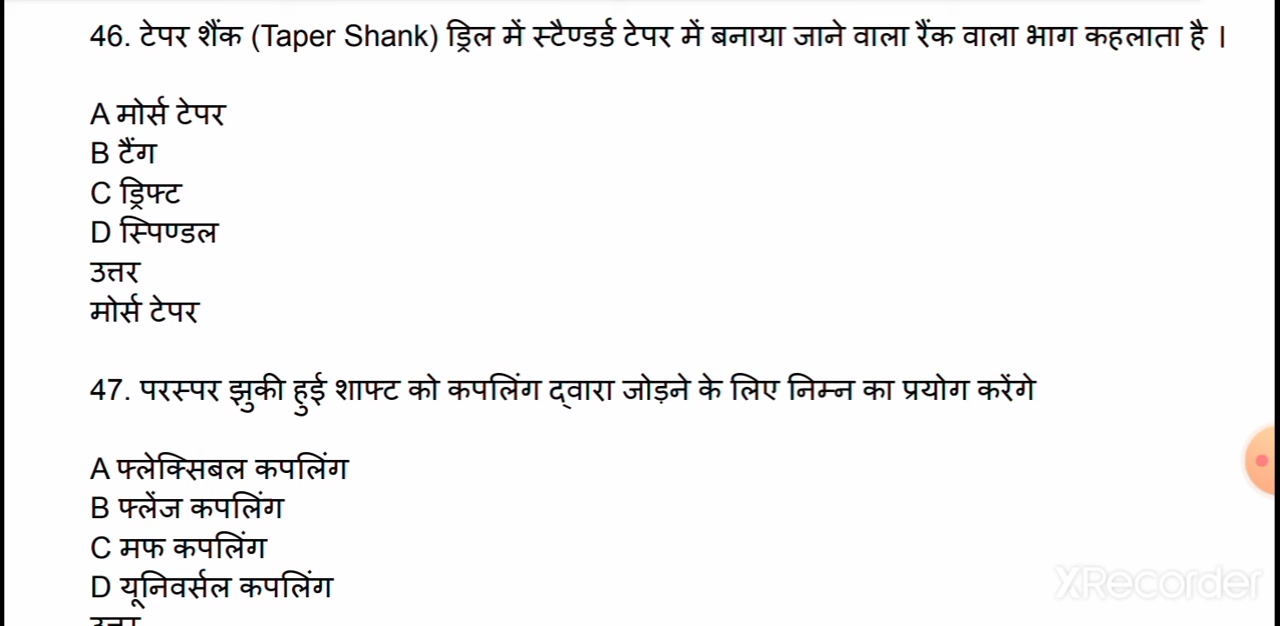 46. टेपर शैंक (Taper Shank) ड्रिल में स्टैण्डर्ड टेपर में बनाया जाने वाला रैंक वाला भाग कहलाता है ।
A मोर्स टेपर
B टैंग
C ड्रिफ्ट
D स्पिण्डल
उत्तर
मोर्स टेपर
47. परस्पर झुकी हुई शाफ्ट को कपलिंग द्वारा जोड़ने के लिए निम्न का प्रयोग करेंगे
A फ्लेक्सिबल कपलिंग
B फ्लेंज कपलिंग
C मफ कपलिंग
D यूनिवर्सल कपलिंग
XRecorder